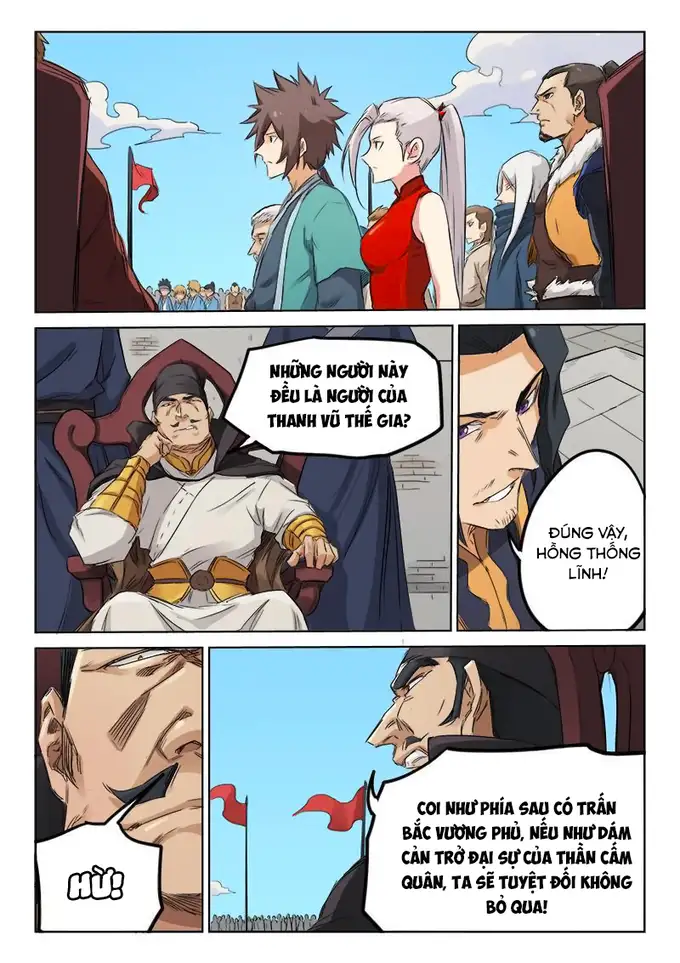 NHỮNG NGƯỜI NÀY
ĐỀU LÀ NGƯỜI CỦA
THANH VŨ THẾ GIA?
ĐÚNG VẬY,
HỒNG THỐNG
LĨNH!
HỪ!
COI NHƯ PHÍA SAU CÓ TRẤN
BẮC VƯƠNG PHỦ, NẾU NHƯ DÁM
CẢN TRỞ ĐẠI SỰ CỦA THẦN CẤM
QUÂN, TA SẼ TUYỆT ĐỐI KHÔNG
BỎ QUA!